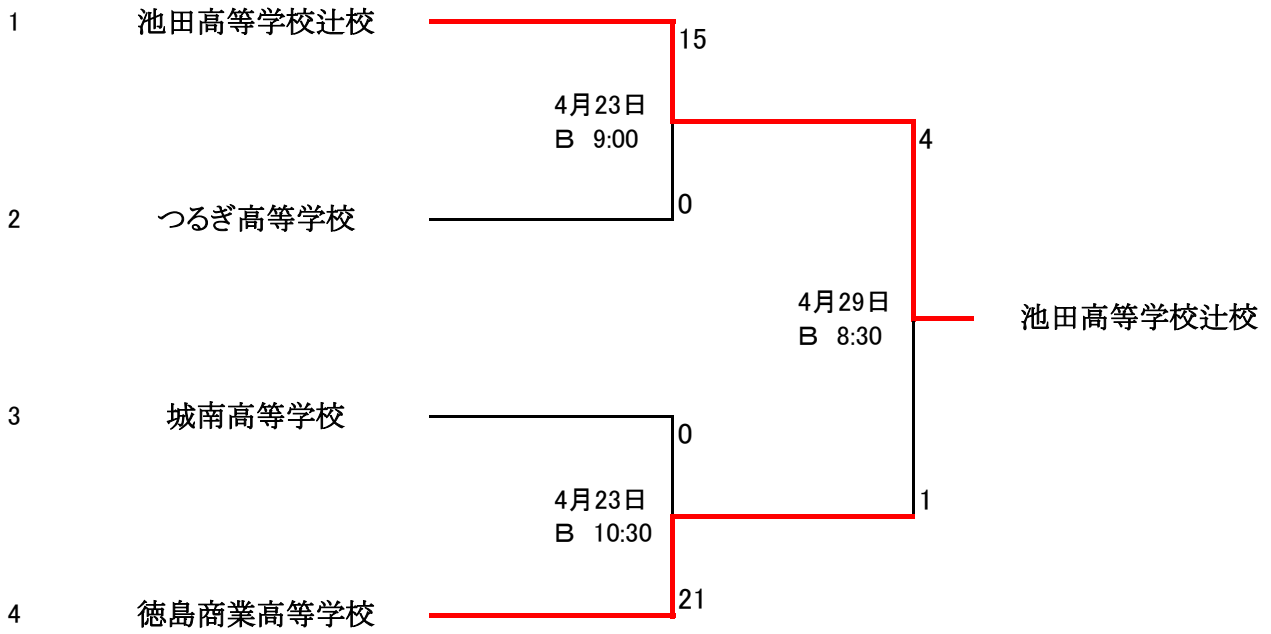 1 池田高等学校辻校
15
4月23日
B 9:00
4
0
2 つるぎ高等学校
4月29日
B 8:30
池田高等学校辻校
3 城南高等学校
0
4月23日
B 10:30
1
21
4 徳島商業高等学校